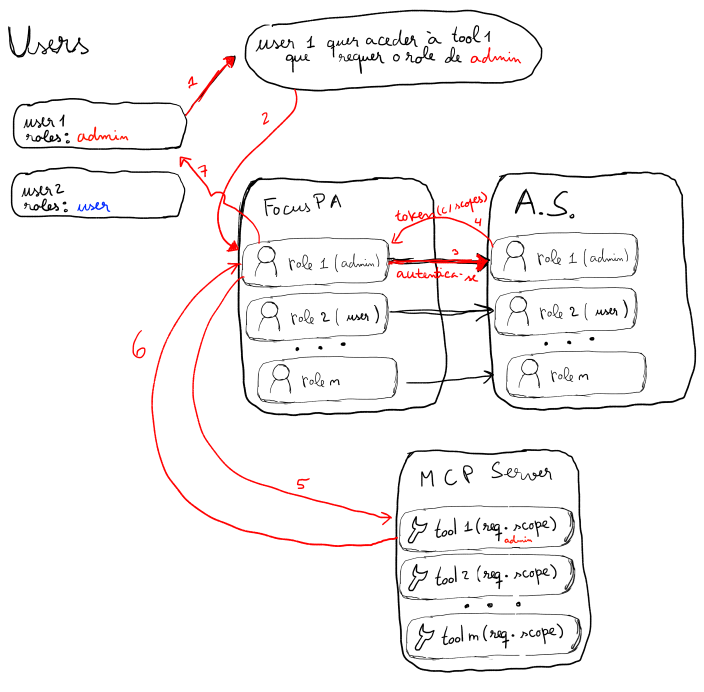 Users
user 1 quer aceder à tool 1
que requer o role de admin
1
2
user 1
roles: admin
7
user2
roles: user
FocusPA
A.S.
token (c/scopes)
4
role 1 (admin)
3
role 1 (admin)
autentica-se
role 2 (user)
role 2 (user)
...
...
role m
role m
6
5
MCP Server
tool 1 (req. scope)
admin
tool 2 (req. scope)
...
tool m (req. scope)